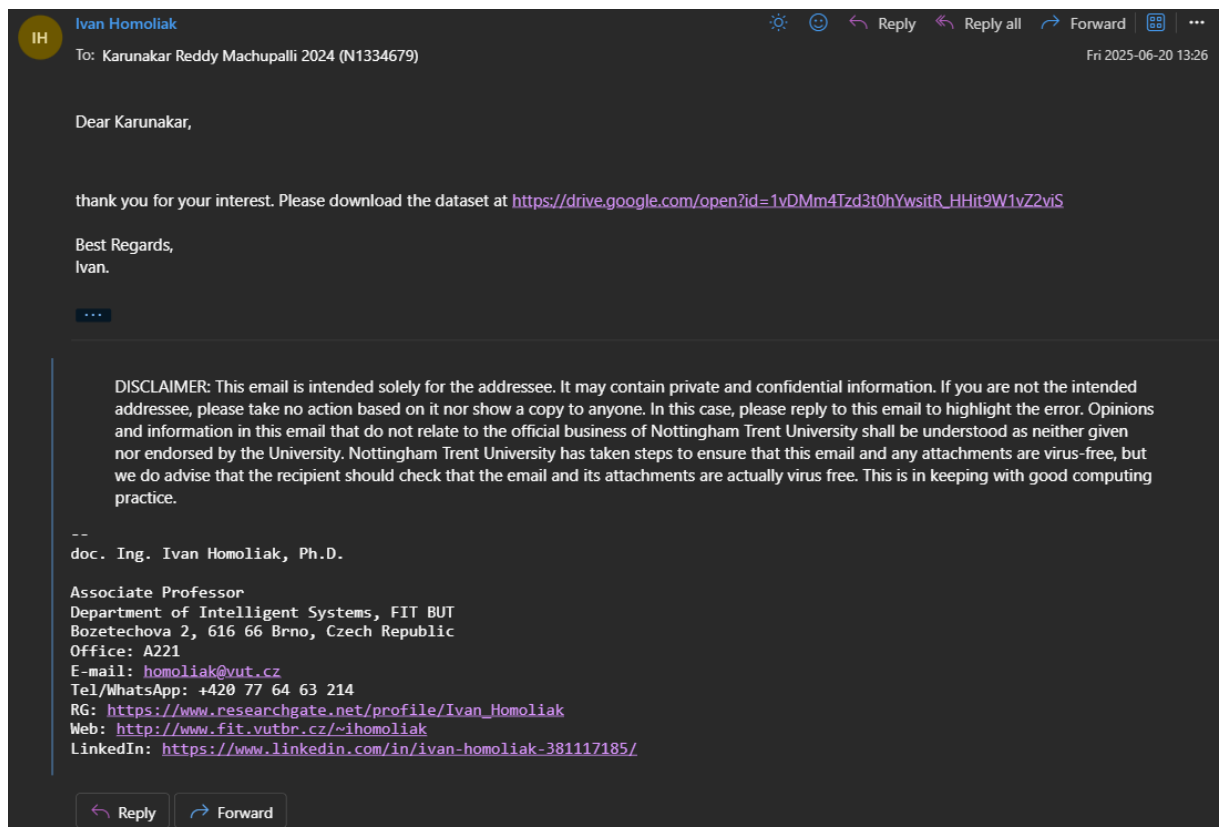 IH
Ivan Homoliak
Reply
Reply all
Forward
To: Karunakar Reddy Machupalli 2024 (N1334679)
Fri 2025-06-20 13:26
Dear Karunakar,
thank you for your interest. Please download the dataset at https://drive.google.com/open?id=1vDMm4Tzd3t0hYwsitR_HHit9W1vZ2viS
Best Regards,
Ivan.
...
DISCLAIMER: This email is intended solely for the addressee. It may contain private and confidential information. If you are not the intended
addressee, please take no action based on it nor show a copy to anyone. In this case, please reply to this email to highlight the error. Opinions
and information in this email that do not relate to the official business of Nottingham Trent University shall be understood as neither given
nor endorsed by the University. Nottingham Trent University has taken steps to ensure that this email and any attachments are virus-free, but
we do advise that the recipient should check that the email and its attachments are actually virus free. This is in keeping with good computing
practice.
--
doc. Ing. Ivan Homoliak, Ph.D.
Associate Professor
Department of Intelligent Systems, FIT BUT
Bozetechova 2, 616 66 Brno, Czech Republic
Office: A221
E-mail: homoliak@vut.cz
Tel/WhatsApp: +420 77 64 63 214
RG: https://www.researchgate.net/profile/Ivan_Homoliak
Web: http://www.fit.vutbr.cz/~ihomoliak
LinkedIn: https://www.linkedin.com/in/ivan-homoliak-381117185/
Reply
Forward